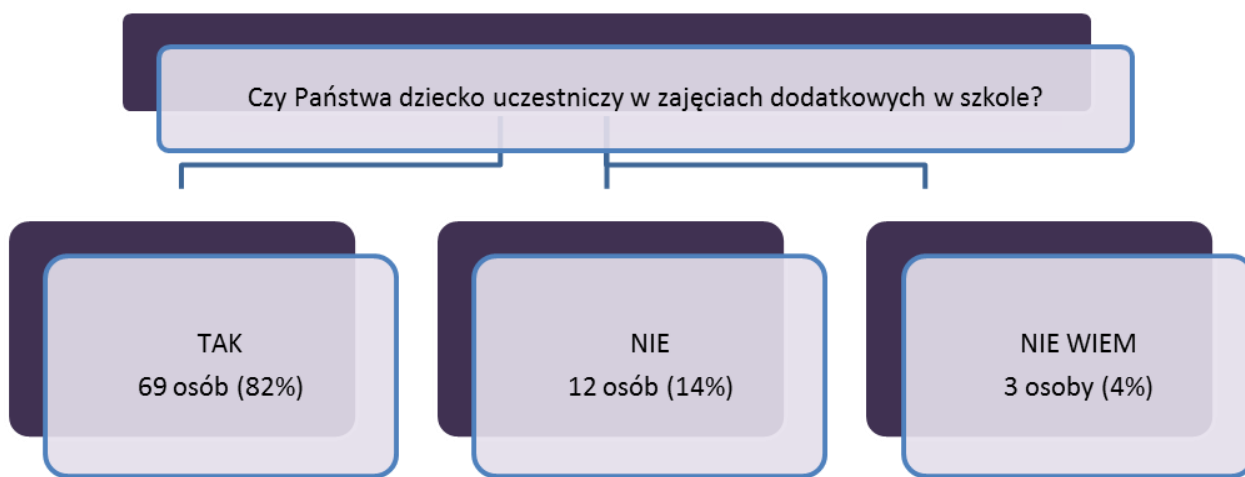 Czy Państwa dziecko uczestniczy w zajęciach dodatkowych w szkole?
TAK
69 osób (82%)
NIE
12 osób (14%)
NIE WIEM
3 osoby (4%)